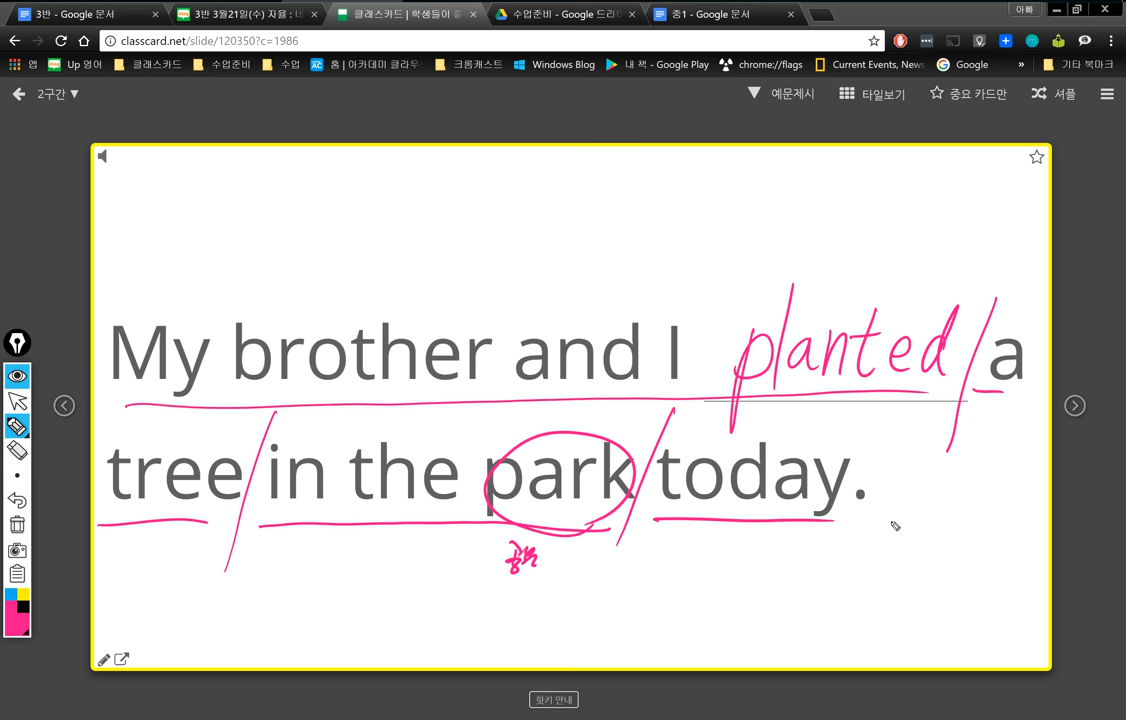 3반 - Google 문서
3반 3월21일(수) 자율 : 네
클래스카드 | 학생들이 줄
수업준비 - Google 드라이
중1 - Google 문서
아빠
classcard.net/slide/120350?c=1986
앱 Up 영어 클래스카드 수업준비 수업 홈 | 아카데미 클라우 크롬캐스트 Windows Blog 내 책 - Google Play chrome://flags Current Events, News Google » 기타 북마크
2구간 ▼ 예문제시 타일보기 중요 카드만 셔플
My brother and I planted a
tree in the park today.
공원
핫키 안내